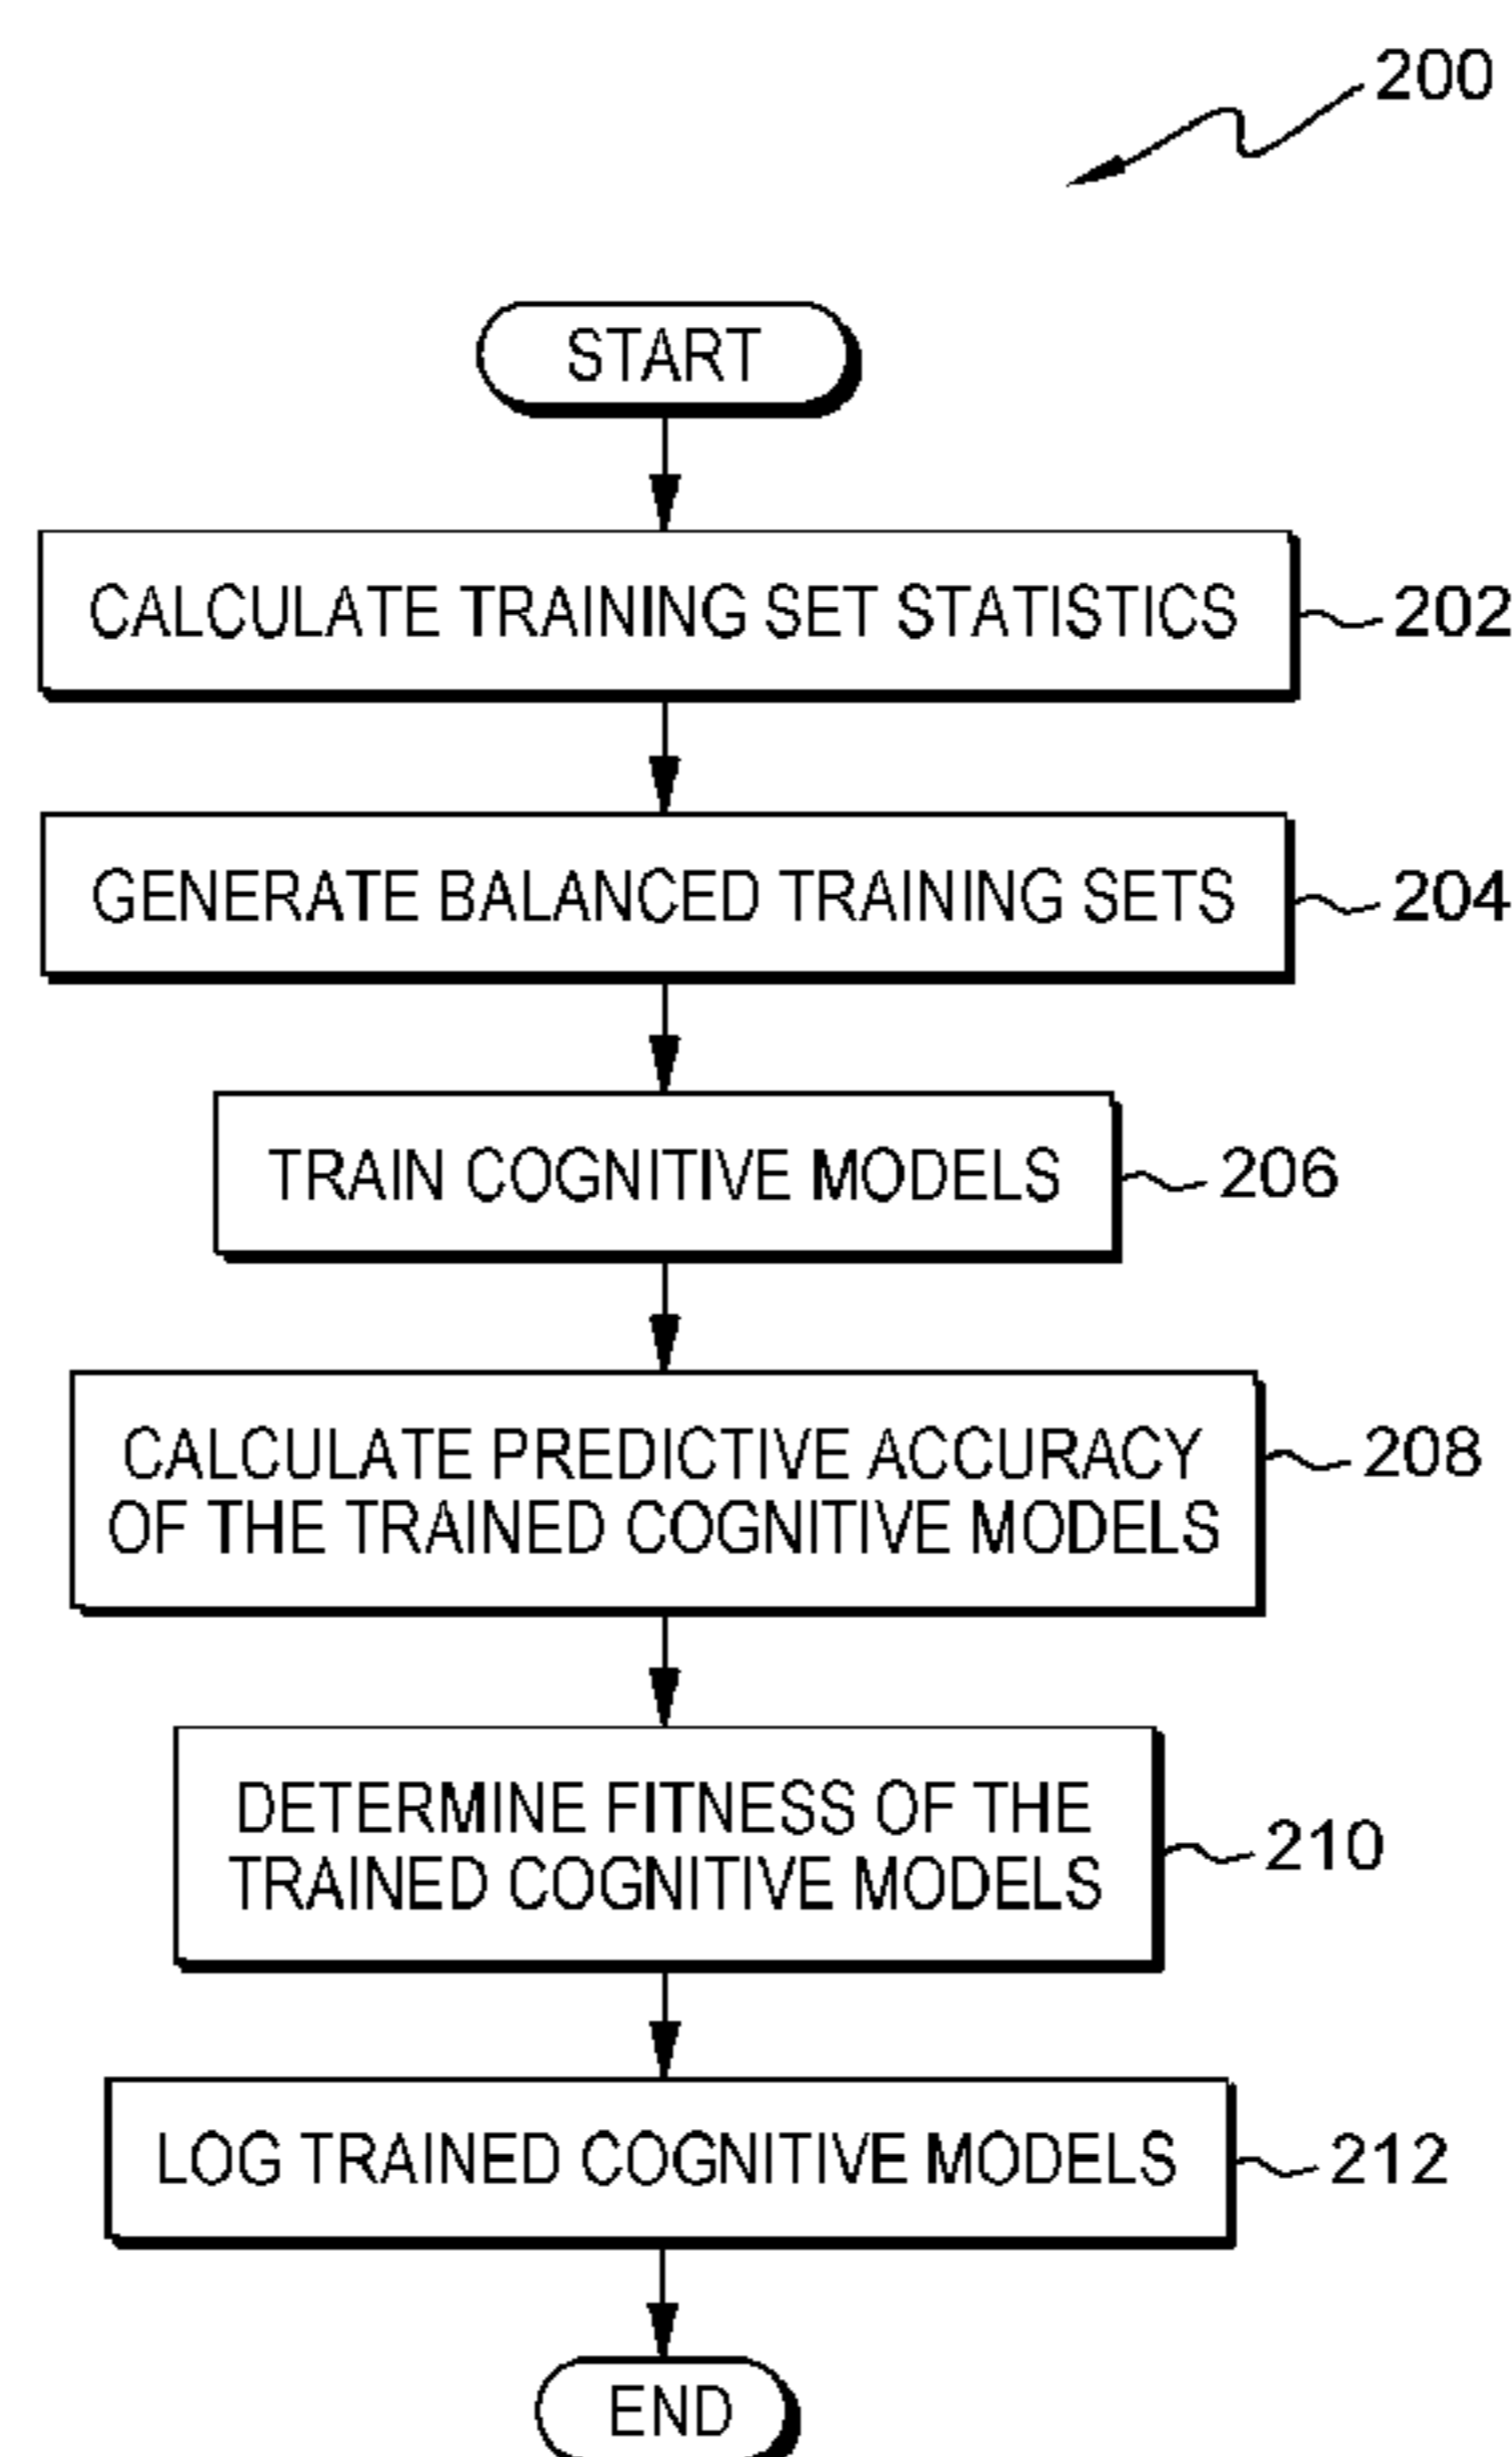 200
START
CALCULATE TRAINING SET STATISTICS
202
GENERATE BALANCED TRAINING SETS
204
TRAIN COGNITIVE MODELS
206
CALCULATE PREDICTIVE ACCURACY
OF THE TRAINED COGNITIVE MODELS
208
DETERMINE FITNESS OF THE
TRAINED COGNITIVE MODELS
210
LOG TRAINED COGNITIVE MODELS
212
END